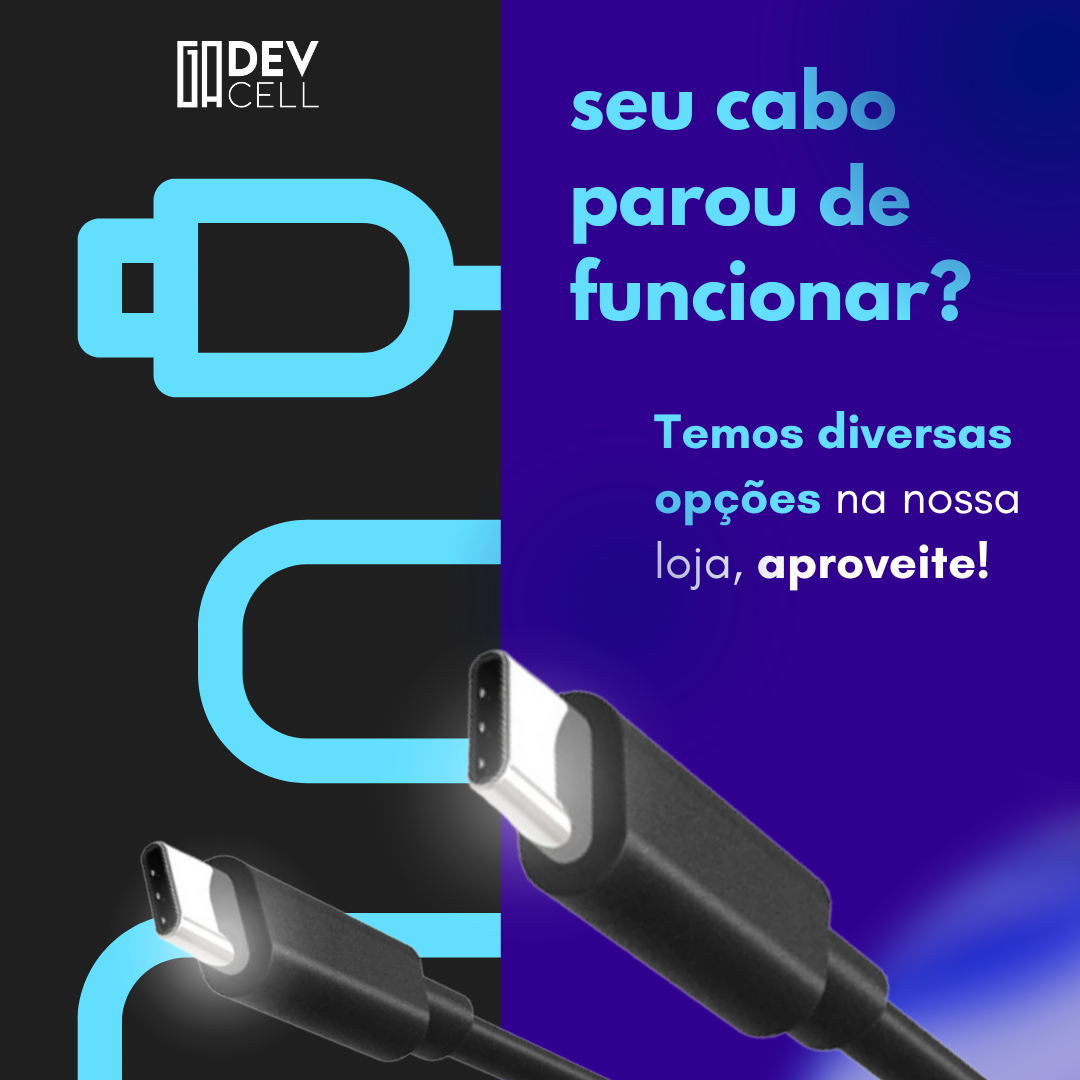 DEV
CELL
seu cabo
parou de
funcionar?
Temos diversas
opções na nossa
loja, aproveite!